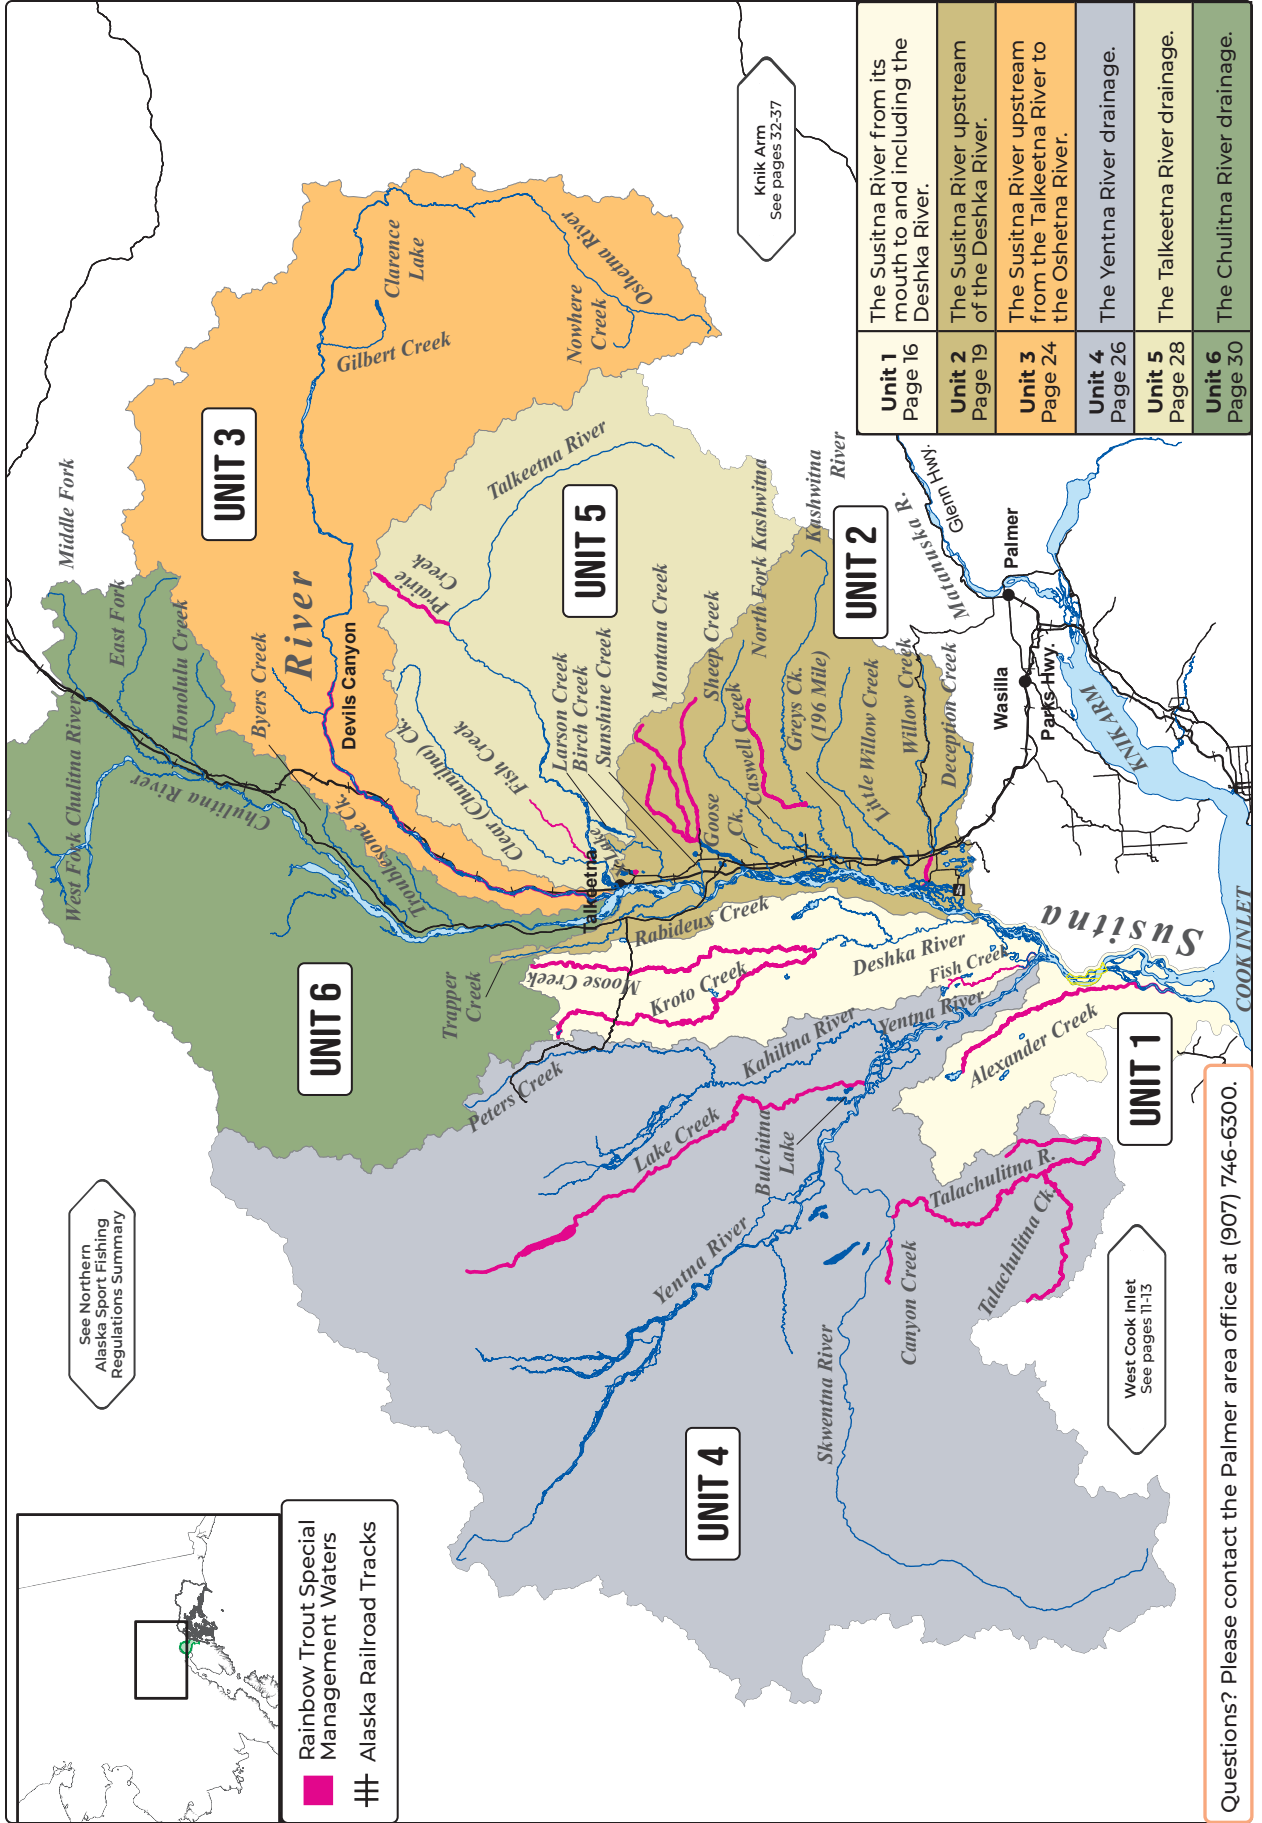 See Northern
Alaska Sport Fishing
Regulations Summary
Rainbow Trout Special
Management Waters
Alaska Railroad Tracks
UNIT 6
UNIT 3
UNIT 5
UNIT 2
UNIT 4
UNIT 1
West Fork Chulitna River
Chulitna River
Middle Fork
East Fork
Honolulu Creek
Byers Creek
Troublesome Ck.
River
Devils Canyon
Gilbert Creek
Clarence
Lake
Nowhere
Creek
Oshetna River
Talkeetna River
Prairie
Creek
Clear (Chunilna) Ck.
Fish Creek
Larson Creek
Birch Creek
Sunshine Creek
Montana Creek
Sheep Creek
Goose
Ck.
Caswell Creek
North Fork Kashwitna
Kashwitna
River
Greys Ck.
(196 Mile)
Little Willow Creek
Willow Creek
Deception Creek
Talkeetna
Lake
Trapper
Creek
Rabideux Creek
Moose Creek
Kroto Creek
Deshka River
Fish Creek
Yentna River
Kahiltna River
Peters Creek
Lake Creek
Bulchitna
Lake
Yentna River
Skwentna River
Canyon Creek
Talachulitna R.
Talachulitna Ck.
Alexander Creek
Susitna
COOK INLET
KNIK ARM
Matanuska R.
Glenn Hwy.
Palmer
Wasilla
Parks Hwy.
Knik Arm
See pages 32-37
West Cook Inlet
See pages 11-13
Unit 1
Page 16
The Susitna River from its
mouth to and including the
Deshka River.
Unit 2
Page 19
The Susitna River upstream
of the Deshka River.
Unit 3
Page 24
The Susitna River upstream
from the Talkeetna River to
the Oshetna River.
Unit 4
Page 26
The Yentna River drainage.
Unit 5
Page 28
The Talkeetna River drainage.
Unit 6
Page 30
The Chulitna River drainage.
Questions? Please contact the Palmer area office at (907) 746-6300.